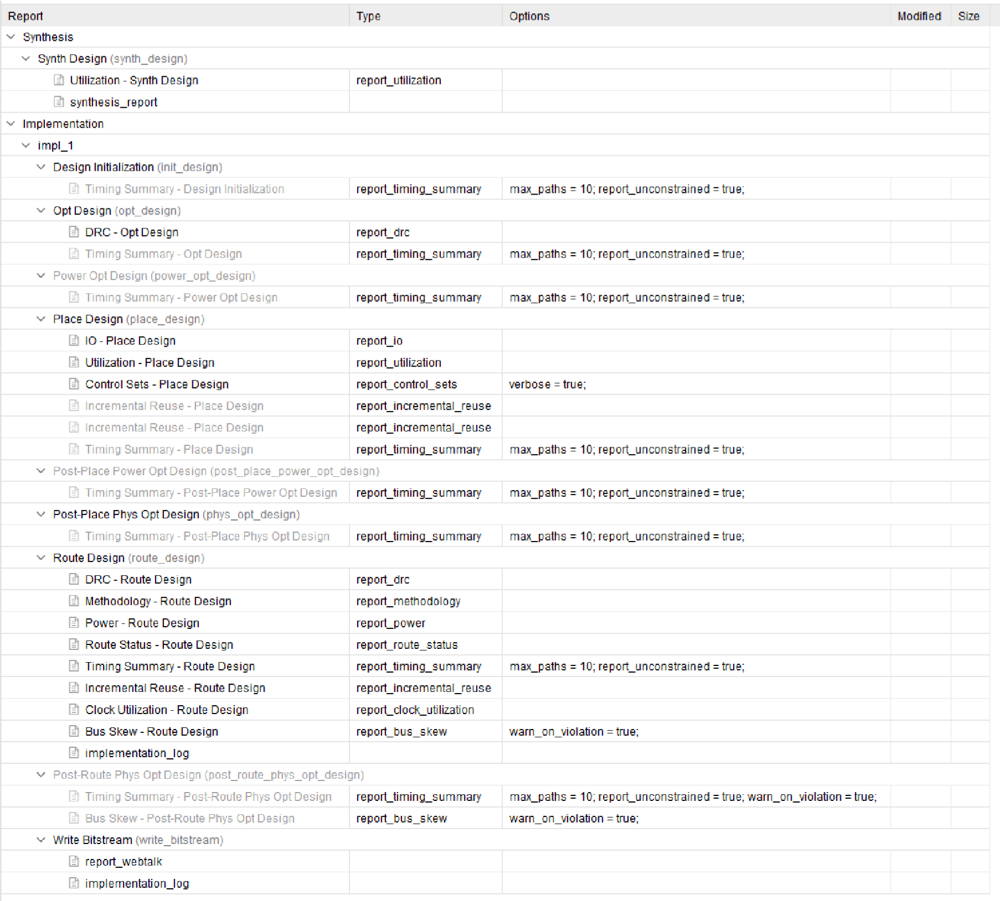 Report Type Options Modified Size
Synthesis
Synth Design (synth_design)
Utilization - Synth Design report_utilization
synthesis_report
Implementation
impl_1
Design Initialization (init_design)
Timing Summary - Design Initialization report_timing_summary max_paths = 10; report_unconstrained = true;
Opt Design (opt_design)
DRC - Opt Design report_drc
Timing Summary - Opt Design report_timing_summary max_paths = 10; report_unconstrained = true;
Power Opt Design (power_opt_design)
Timing Summary - Power Opt Design report_timing_summary max_paths = 10; report_unconstrained = true;
Place Design (place_design)
IO - Place Design report_io
Utilization - Place Design report_utilization
Control Sets - Place Design report_control_sets verbose = true;
Incremental Reuse - Place Design report_incremental_reuse
Incremental Reuse - Place Design report_incremental_reuse
Timing Summary - Place Design report_timing_summary max_paths = 10; report_unconstrained = true;
Post-Place Power Opt Design (post_place_power_opt_design)
Timing Summary - Post-Place Power Opt Design report_timing_summary max_paths = 10; report_unconstrained = true;
Post-Place Phys Opt Design (phys_opt_design)
Timing Summary - Post-Place Phys Opt Design report_timing_summary max_paths = 10; report_unconstrained = true;
Route Design (route_design)
DRC - Route Design report_drc
Methodology - Route Design report_methodology
Power - Route Design report_power
Route Status - Route Design report_route_status
Timing Summary - Route Design report_timing_summary max_paths = 10; report_unconstrained = true;
Incremental Reuse - Route Design report_incremental_reuse
Clock Utilization - Route Design report_clock_utilization
Bus Skew - Route Design report_bus_skew warn_on_violation = true;
implementation_log
Post-Route Phys Opt Design (post_route_phys_opt_design)
Timing Summary - Post-Route Phys Opt Design report_timing_summary max_paths = 10; report_unconstrained = true; warn_on_violation = true;
Bus Skew - Post-Route Phys Opt Design report_bus_skew warn_on_violation = true;
Write Bitstream (write_bitstream)
report_webtalk
implementation_log